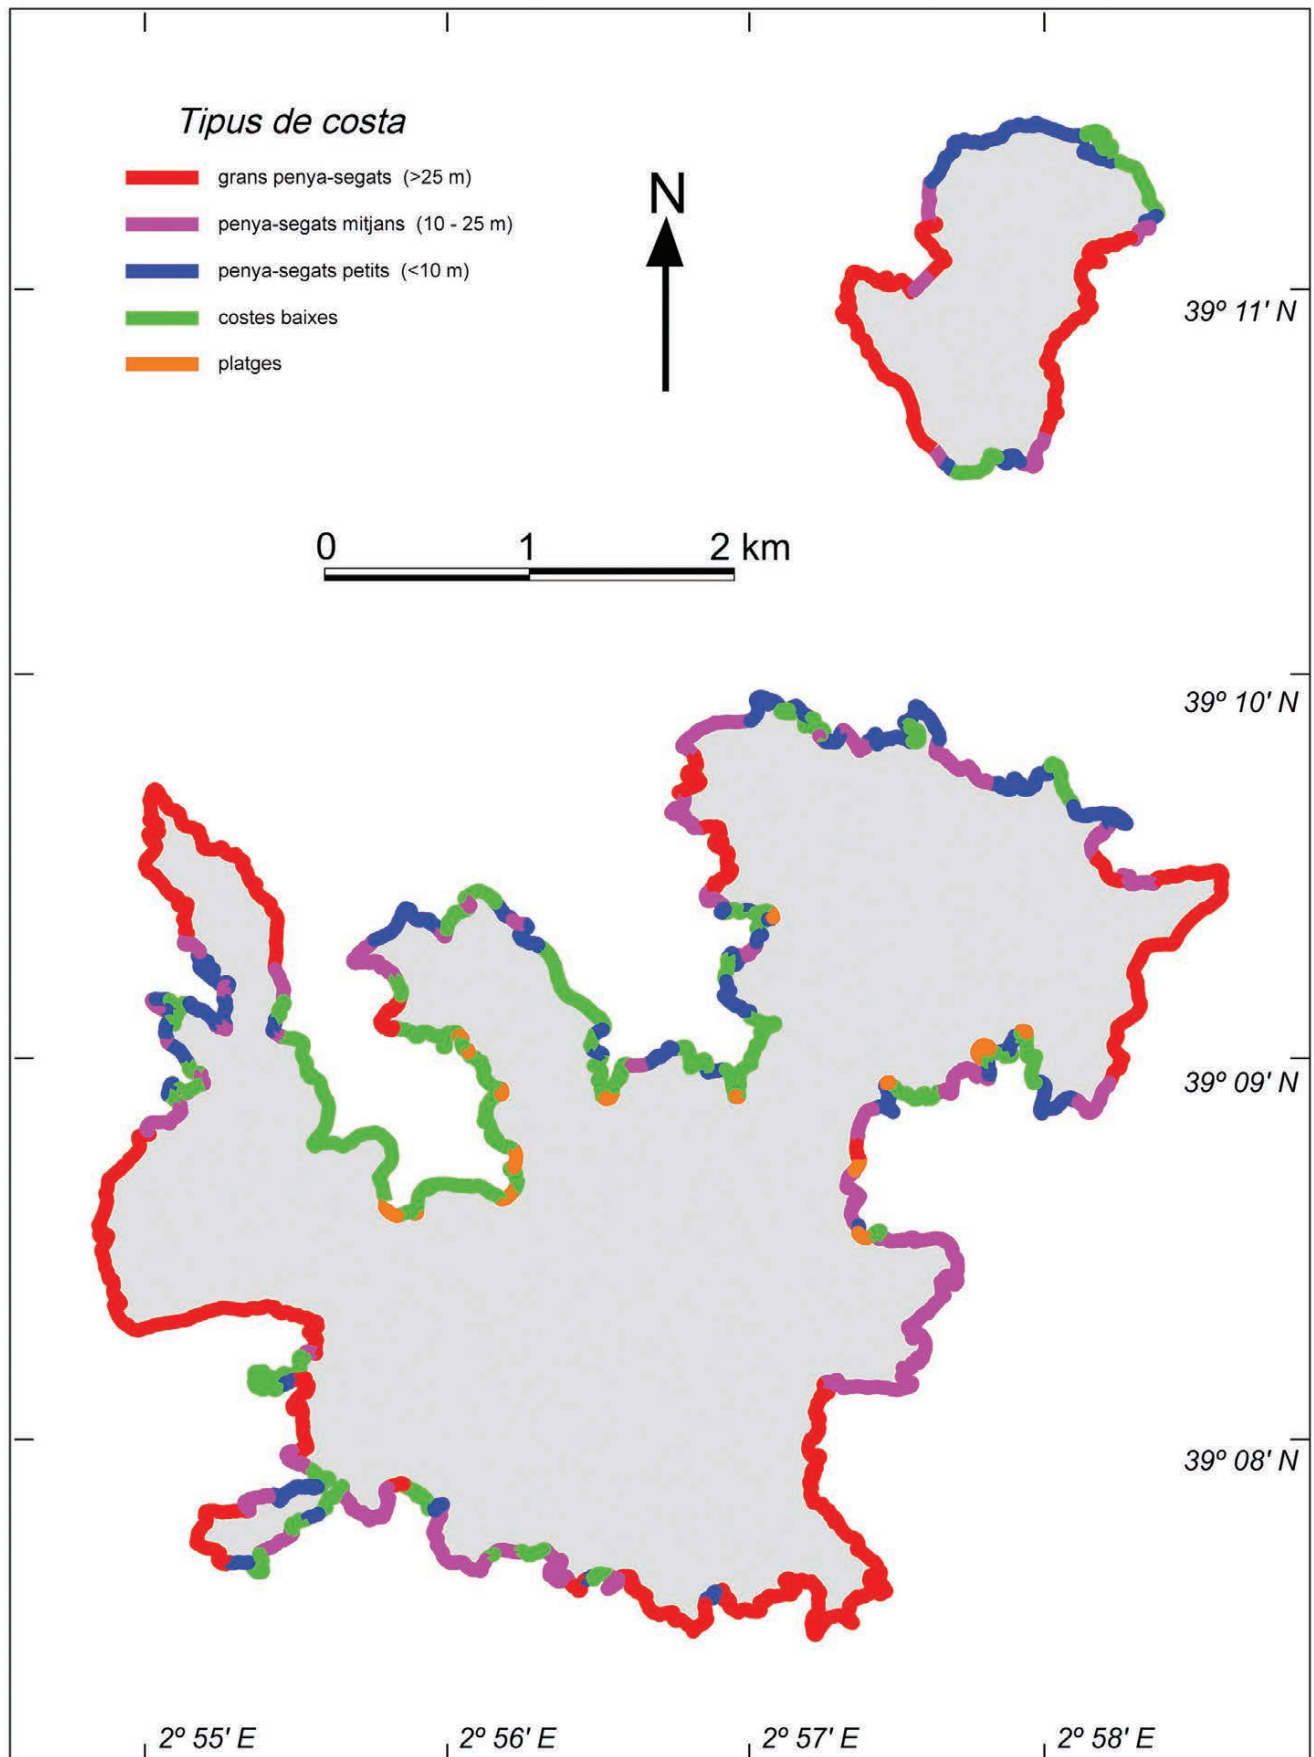 Tipus de costa
grans penya-segats (>25 m)
penya-segats mitjans (10 - 25 m)
penya-segats petits (<10 m)
costes baixes
platges
N
39º 11' N
0 1 2 km
39º 10' N
39º 09' N
39º 08' N
2º 55' E 2º 56' E 2º 57' E 2º 58' E